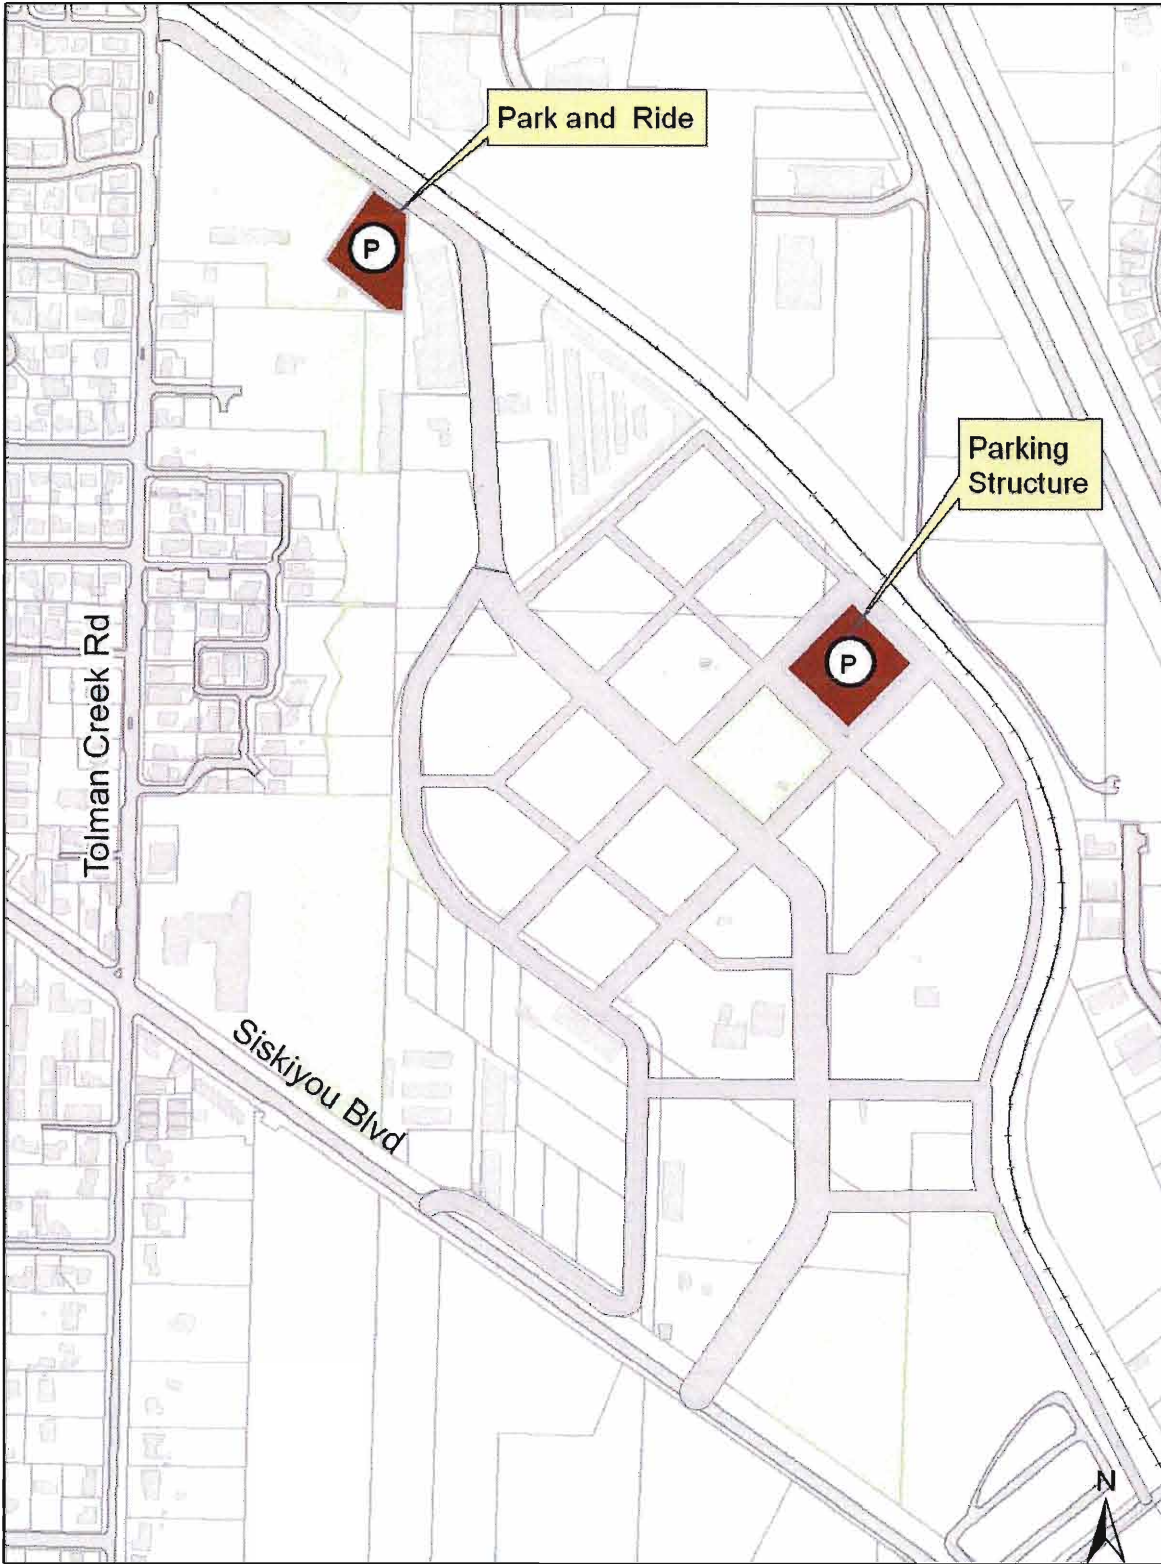 Park and Ride
P
Parking
Structure
P
Tolman Creek Rd
Siskiyou Blvd
N